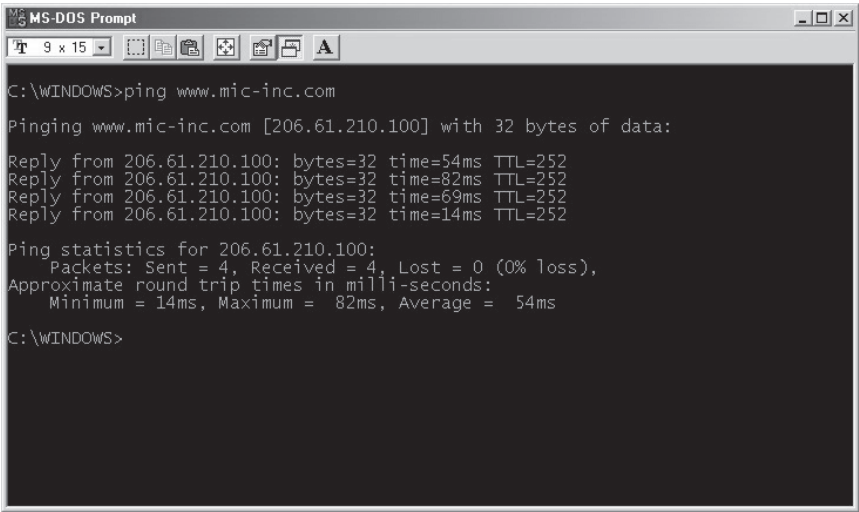 MS-DOS Prompt
9 x 15
A
C:\WINDOWS>ping www.mic-inc.com
Pinging www.mic-inc.com [206.61.210.100] with 32 bytes of data:
Reply from 206.61.210.100: bytes=32 time=54ms TTL=252
Reply from 206.61.210.100: bytes=32 time=82ms TTL=252
Reply from 206.61.210.100: bytes=32 time=69ms TTL=252
Reply from 206.61.210.100: bytes=32 time=14ms TTL=252
Ping statistics for 206.61.210.100:
    Packets: Sent = 4, Received = 4, Lost = 0 (0% loss),
Approximate round trip times in milli-seconds:
    Minimum = 14ms, Maximum =  82ms, Average =  54ms
C:\WINDOWS>